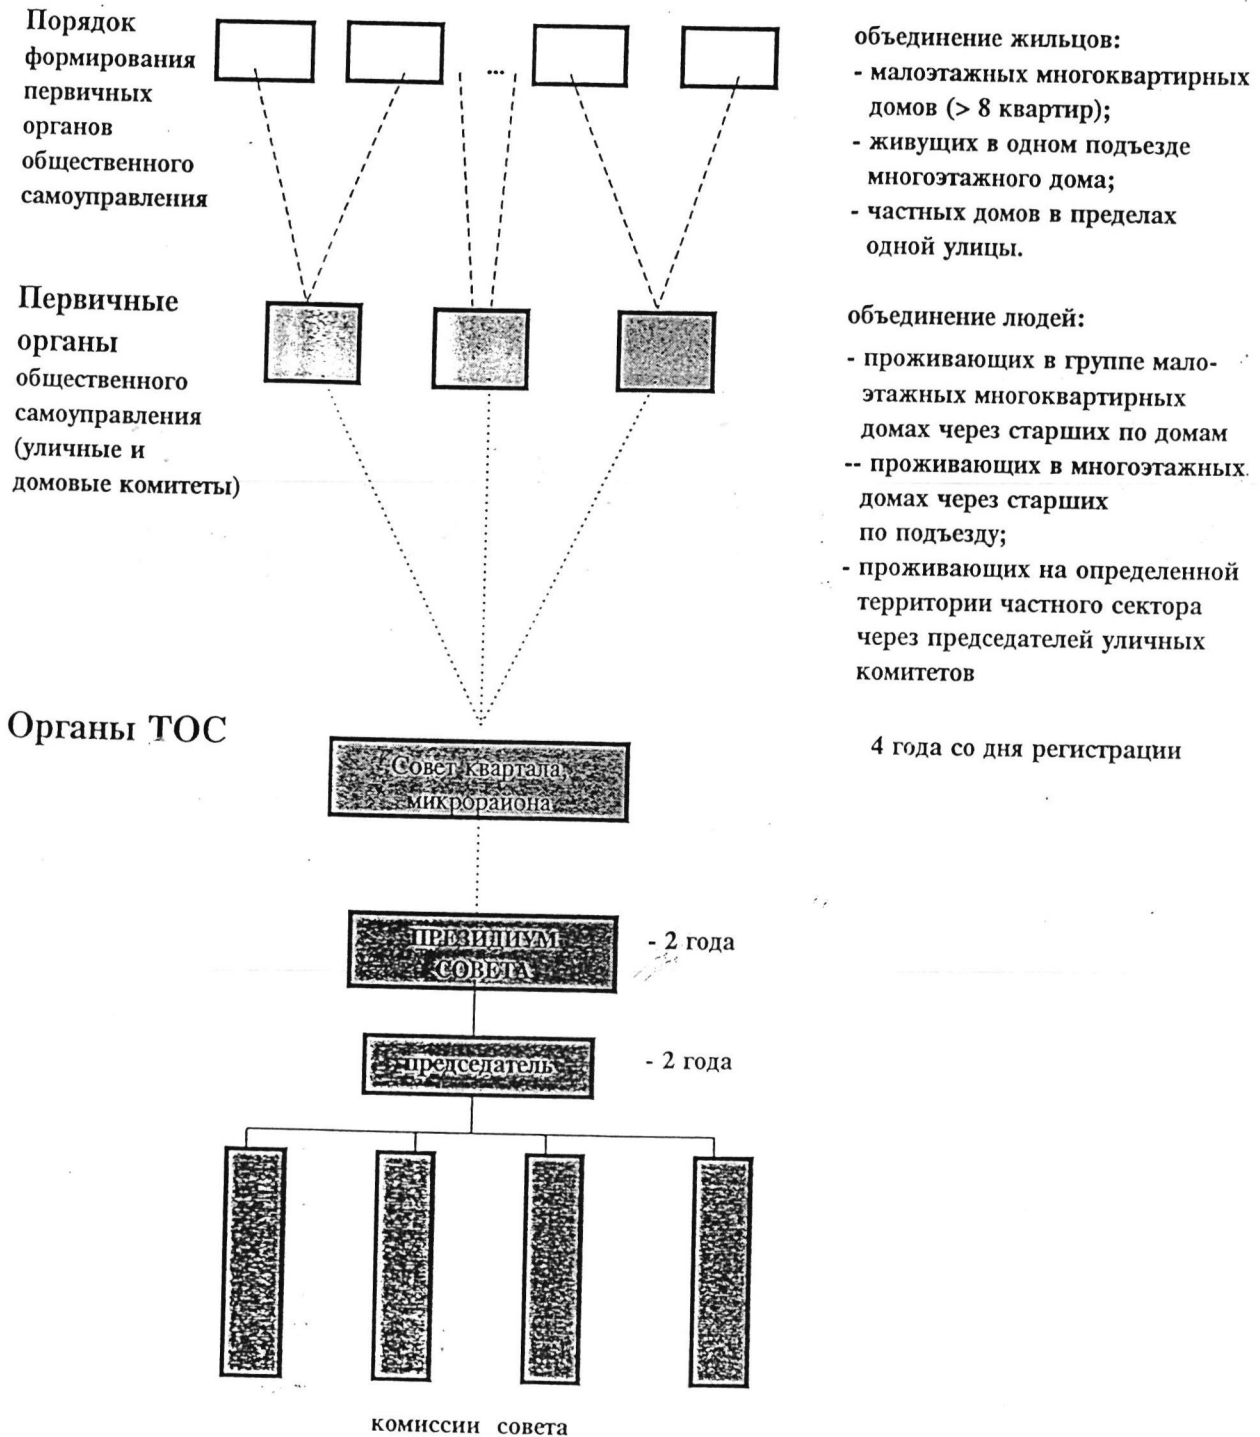 Порядок
формирования
первичных
органов
общественного
самоуправления
...
объединение жильцов:
- малоэтажных многоквартирных
домов (> 8 квартир);
- живущих в одном подъезде
многоэтажного дома;
- частных домов в пределах
одной улицы.
Первичные
органы
общественного
самоуправления
(уличные и
домовые комитеты)
объединение людей:
- проживающих в группе мало-
этажных многоквартирных
домах через старших по домам
-- проживающих в многоэтажных
домах через старших
по подъезду;
- проживающих на определенной
территории частного сектора
через председателей уличных
комитетов
Органы ТОС
4 года со дня регистрации
Совет квартала,
микрорайона
ПРЕЗИДИУМ
СОВЕТА
- 2 года
председатель
- 2 года
комиссии совета